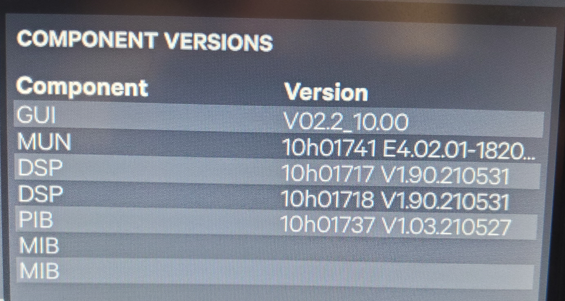 COMPONENT VERSIONS
Component Version
GUI V02.2_10.00
MUN 10h01741 E4.02.01-1820...
DSP 10h01717 V1.90.210531
DSP 10h01718 V1.90.210531
PIB 10h01737 V1.03.210527
MIB
MIB